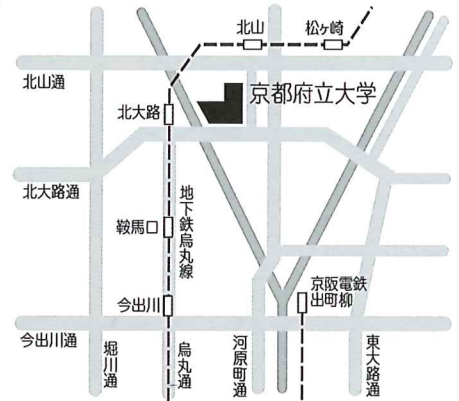 北山
松ヶ崎
北山通
京都府立大学
北大路
北大路通
鞍馬口
地下鉄烏丸線
今出川
京阪電鉄
出町柳
今出川通
堀川通
烏丸通
河原町通
東大路通